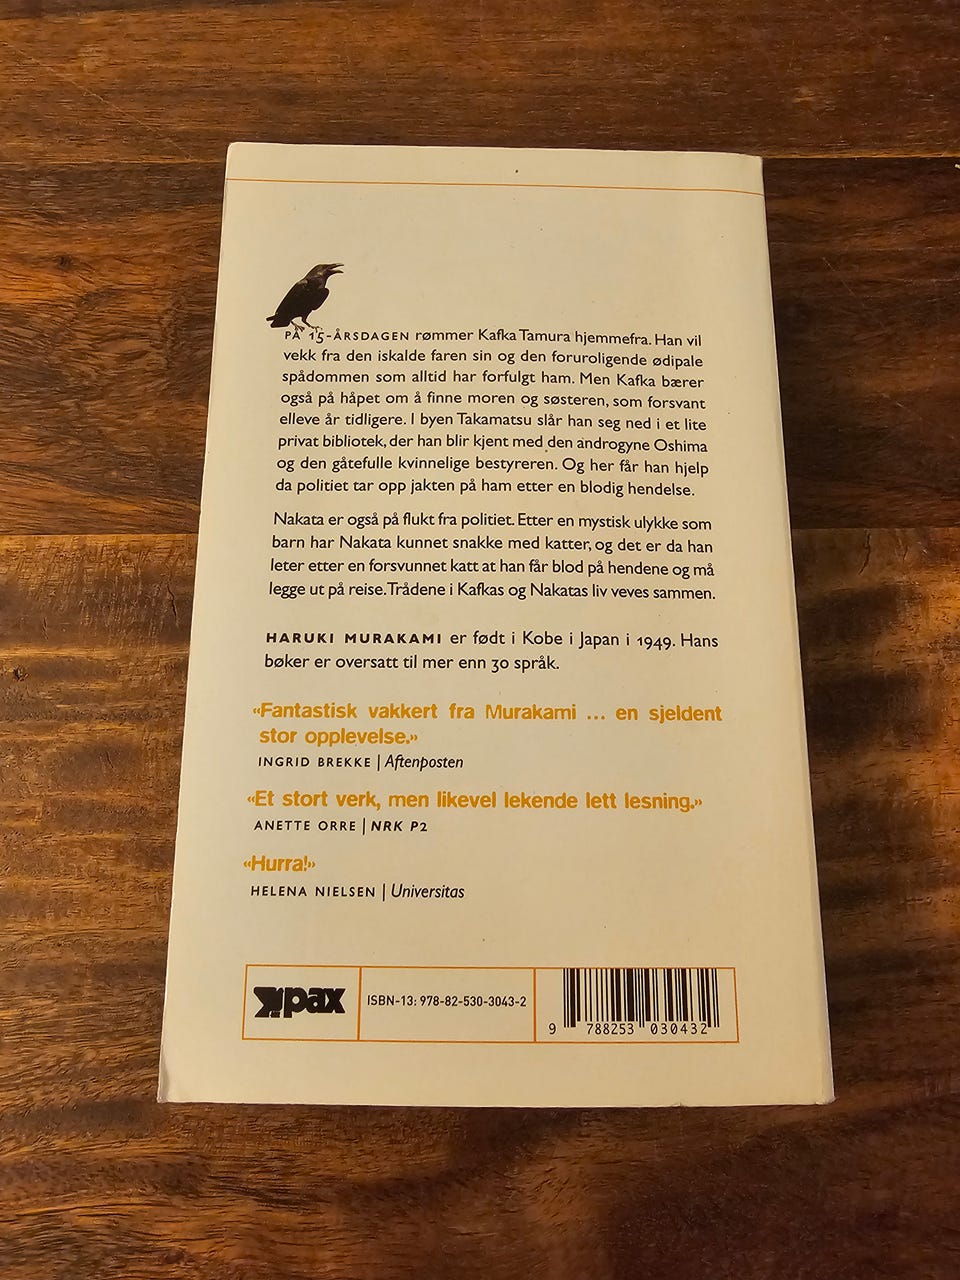 PÅ 15-ÅRSDAGEN rømmer Kafka Tamura hjemmefra. Han vil
vekk fra den iskalde faren sin og den foruroligende ødipale
spådommen som alltid har forfulgt ham. Men Kafka bærer
også på håpet om å finne moren og søsteren, som forsvant
elleve år tidligere. I byen Takamatsu slår han seg ned i et lite
privat bibliotek, der han blir kjent med den androgyne Oshima
og den gåtefulle kvinnelige bestyreren. Og her får han hjelp
da politiet tar opp jakten på ham etter en blodig hendelse.
Nakata er også på flukt fra politiet. Etter en mystisk ulykke som
barn har Nakata kunnet snakke med katter, og det er da han
leter etter en forsvunnet katt at han får blod på hendene og må
legge ut på reise. Trådene i Kafkas og Nakatas liv veves sammen.
HARUKI MURAKAMI er født i Kobe i Japan i 1949. Hans
bøker er oversatt til mer enn 30 språk.
«Fantastisk vakkert fra Murakami ... en sjeldent
stor opplevelse.»
INGRID BREKKE | Aftenposten
«Et stort verk, men likevel lekende lett lesning.»
ANETTE ORRE | NRK P2
«Hurra!»
HELENA NIELSEN | Universitas
pax
ISBN-13: 978-82-530-3043-2
9 788253 030432